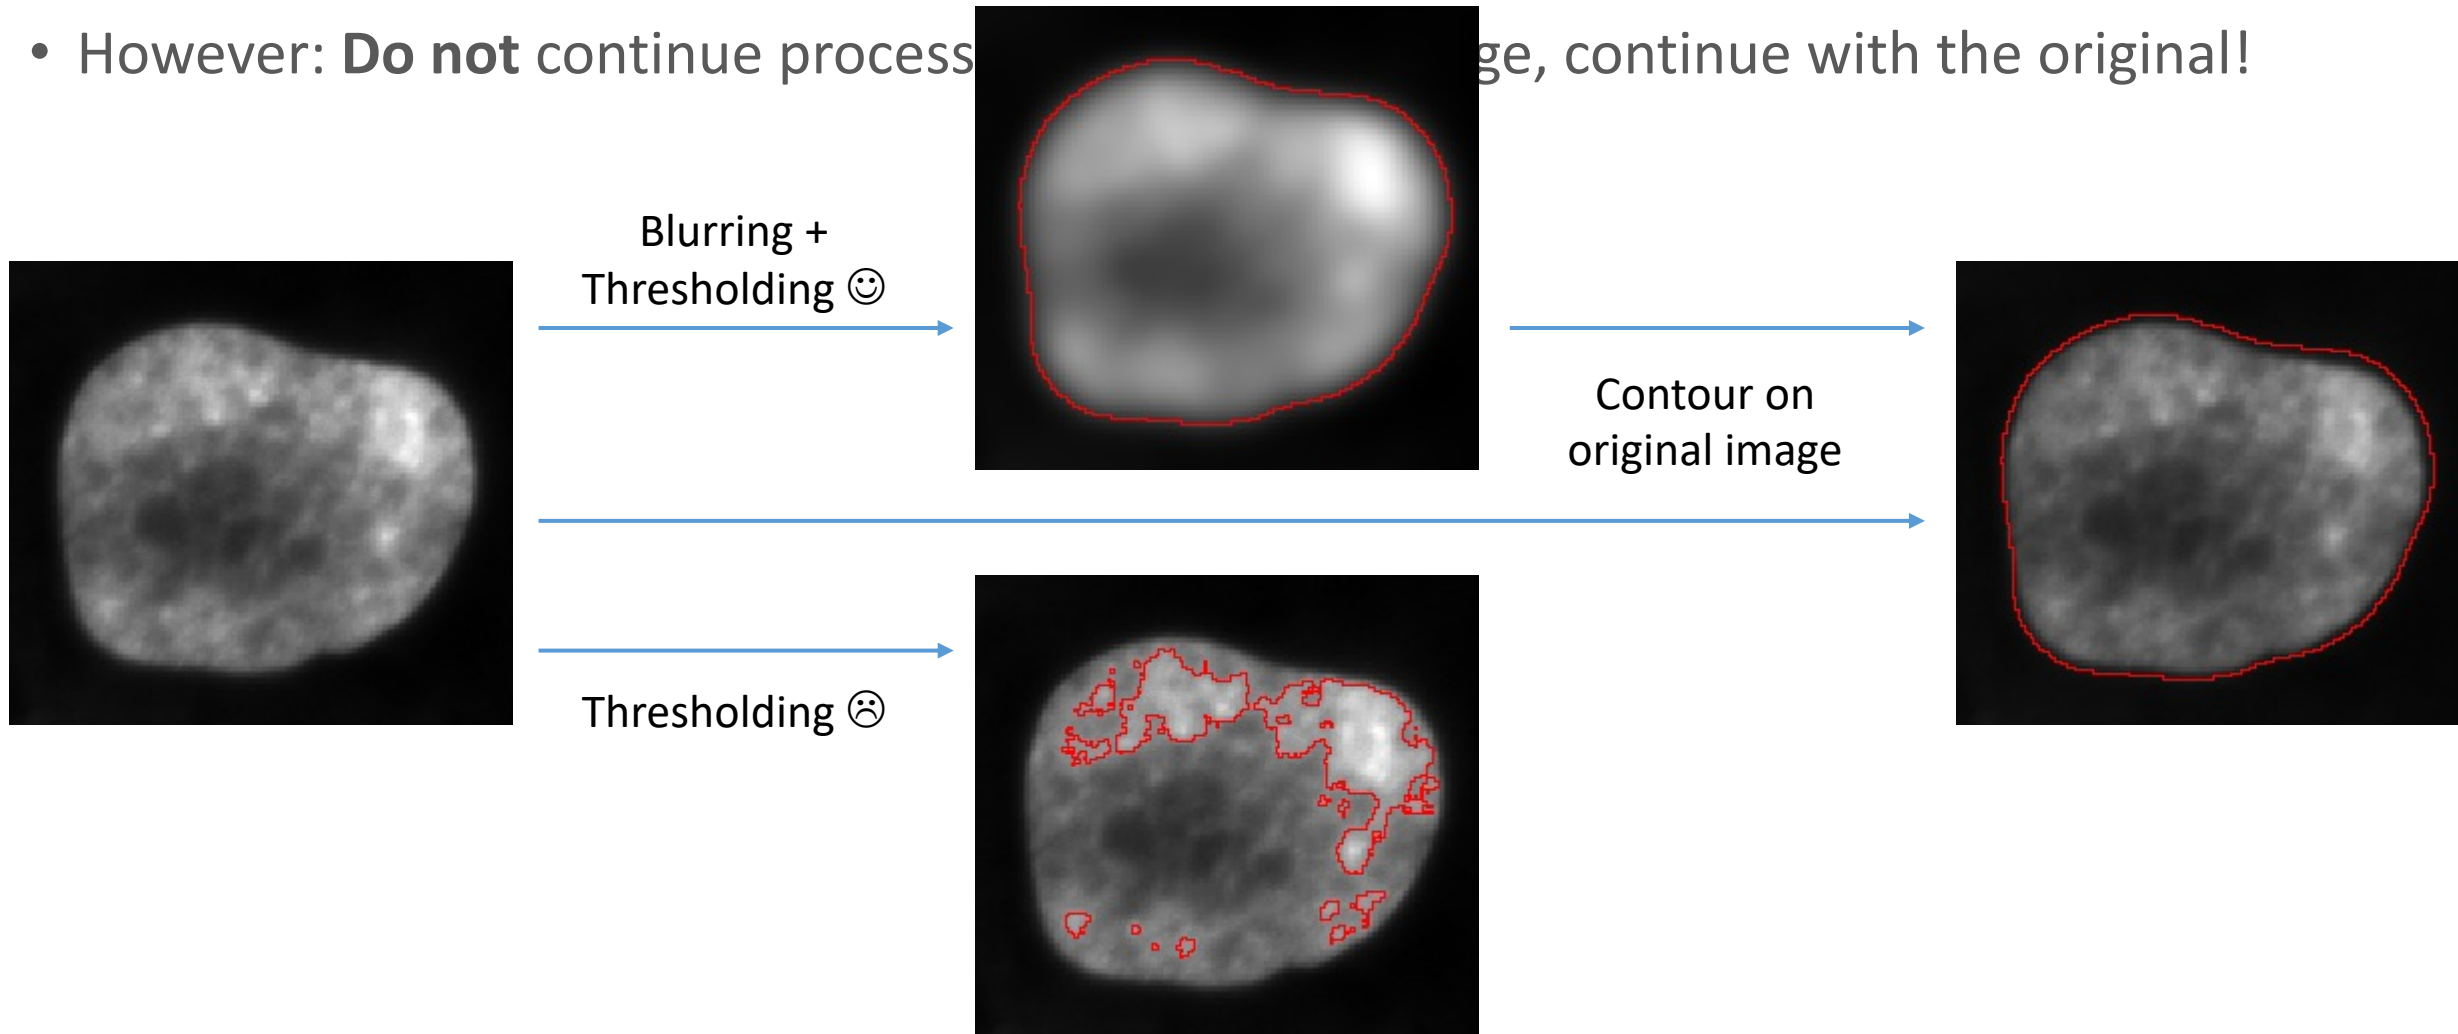 • However: Do not continue process ge, continue with the original!
Blurring +
Thresholding ☺
Contour on
original image
Thresholding ☹